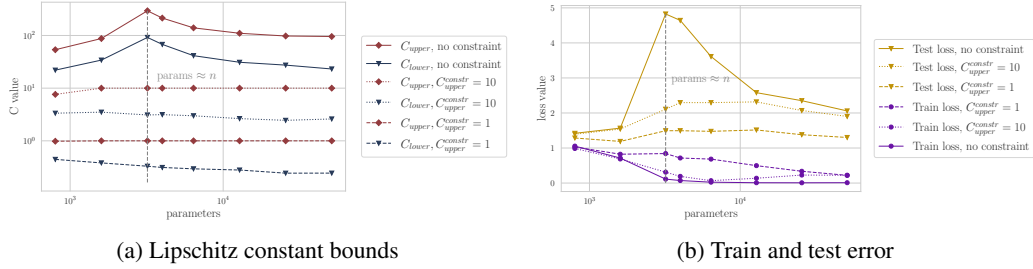 C value
10²
10¹
10⁰
params ≈ n
10³
10⁴
parameters
C_upper, no constraint
C_lower, no constraint
C_upper, C_upper^constr = 10
C_lower, C_upper^constr = 10
C_upper, C_upper^constr = 1
C_lower, C_upper^constr = 1
(a) Lipschitz constant bounds
loss value
5
4
3
2
1
0
params ≈ n
10³
10⁴
parameters
Test loss, no constraint
Test loss, C_upper^constr = 10
Test loss, C_upper^constr = 1
Train loss, C_upper^constr = 1
Train loss, C_upper^constr = 10
Train loss, no constraint
(b) Train and test error